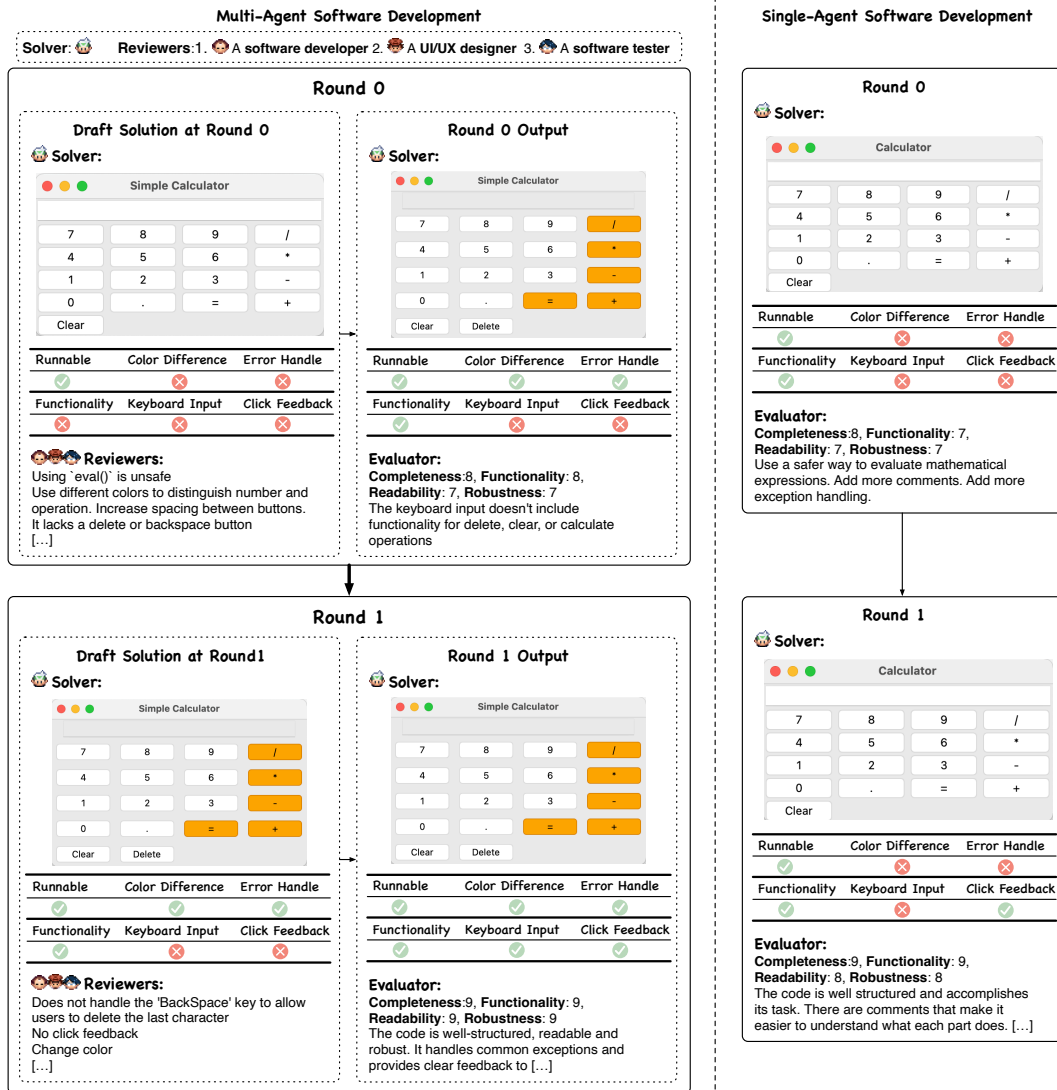 Multi-Agent Software Development
Solver:
Reviewers:1. A software developer 2. A UI/UX designer 3. A software tester
Round 0
Draft Solution at Round 0
Solver:
Simple Calculator
7 8 9 /
4 5 6 *
1 2 3 -
0 . = +
Clear
Runnable Color Difference Error Handle
Functionality Keyboard Input Click Feedback
Reviewers:
Using `eval()` is unsafe
Use different colors to distinguish number and
operation. Increase spacing between buttons.
It lacks a delete or backspace button
[...]
Round 0 Output
Solver:
Simple Calculator
7 8 9 /
4 5 6 *
1 2 3 -
0 . = +
Clear Delete
Runnable Color Difference Error Handle
Functionality Keyboard Input Click Feedback
Evaluator:
Completeness:8, Functionality: 8,
Readability: 7, Robustness: 7
The keyboard input doesn't include
functionality for delete, clear, or calculate
operations
Round 1
Draft Solution at Round1
Solver:
Simple Calculator
7 8 9 /
4 5 6 *
1 2 3 -
0 . = +
Clear Delete
Runnable Color Difference Error Handle
Functionality Keyboard Input Click Feedback
Reviewers:
Does not handle the 'BackSpace' key to allow
users to delete the last character
No click feedback
Change color
[...]
Round 1 Output
Solver:
Simple Calculator
7 8 9 /
4 5 6 *
1 2 3 -
0 . = +
Clear Delete
Runnable Color Difference Error Handle
Functionality Keyboard Input Click Feedback
Evaluator:
Completeness:9, Functionality: 9,
Readability: 9, Robustness: 9
The code is well-structured, readable and
robust. It handles common exceptions and
provides clear feedback to [...]
Single-Agent Software Development
Round 0
Solver:
Calculator
7 8 9 /
4 5 6 *
1 2 3 -
0 . = +
Clear
Runnable Color Difference Error Handle
Functionality Keyboard Input Click Feedback
Evaluator:
Completeness:8, Functionality: 7,
Readability: 7, Robustness: 7
Use a safer way to evaluate mathematical
expressions. Add more comments. Add more
exception handling.
Round 1
Solver:
Calculator
7 8 9 /
4 5 6 *
1 2 3 -
0 . = +
Clear
Runnable Color Difference Error Handle
Functionality Keyboard Input Click Feedback
Evaluator:
Completeness:9, Functionality: 9,
Readability: 8, Robustness: 8
The code is well structured and accomplishes
its task. There are comments that make it
easier to understand what each part does. [...]